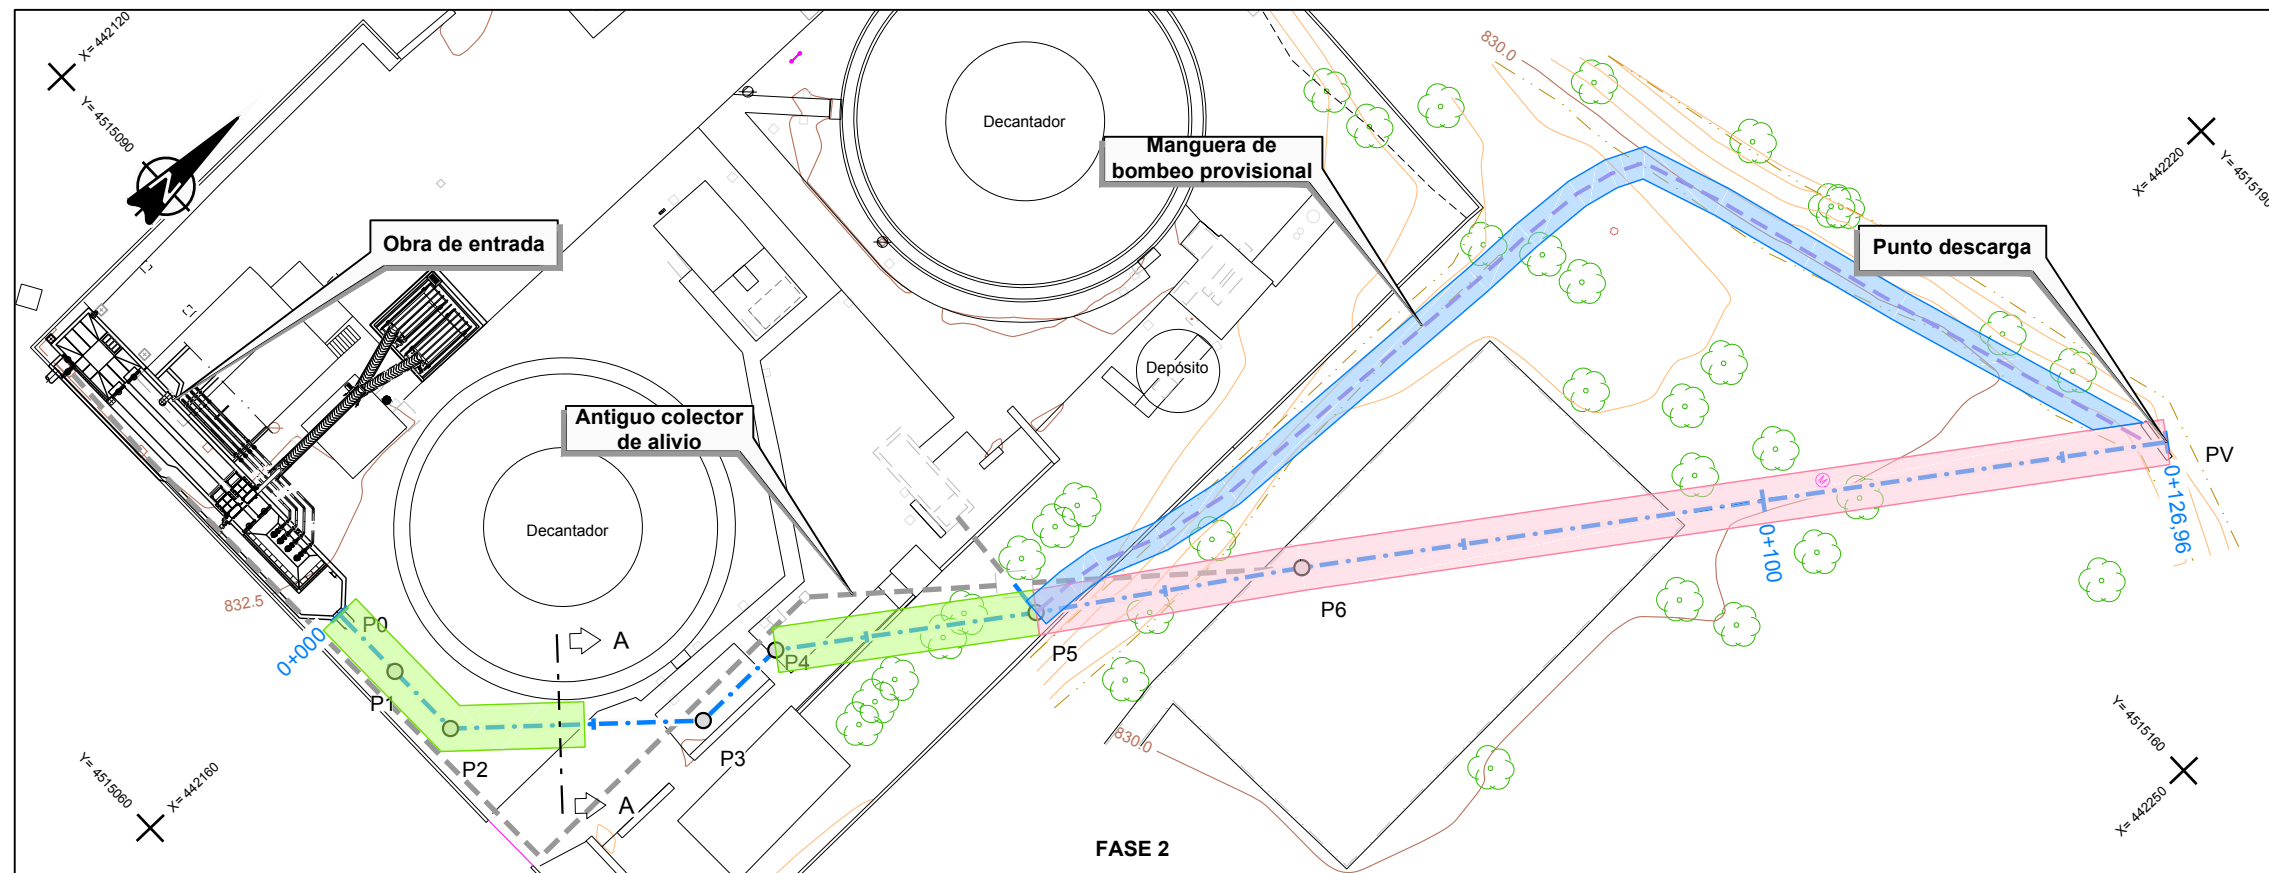 X= 442120
Y= 4515090
Decantador
830.0
Manguera de
bombeo provisional
X= 442220
Y= 4515190
Obra de entrada
Punto descarga
Depósito
Antiguo colector
de alivio
Decantador
PV
0+126,96
0+100
M
832.5
P0
0+000
P1
P2
A
A
P3
P4
P5
P6
830.0
Y= 4515060
X= 442160
Y= 4515160
X= 442250
FASE 2